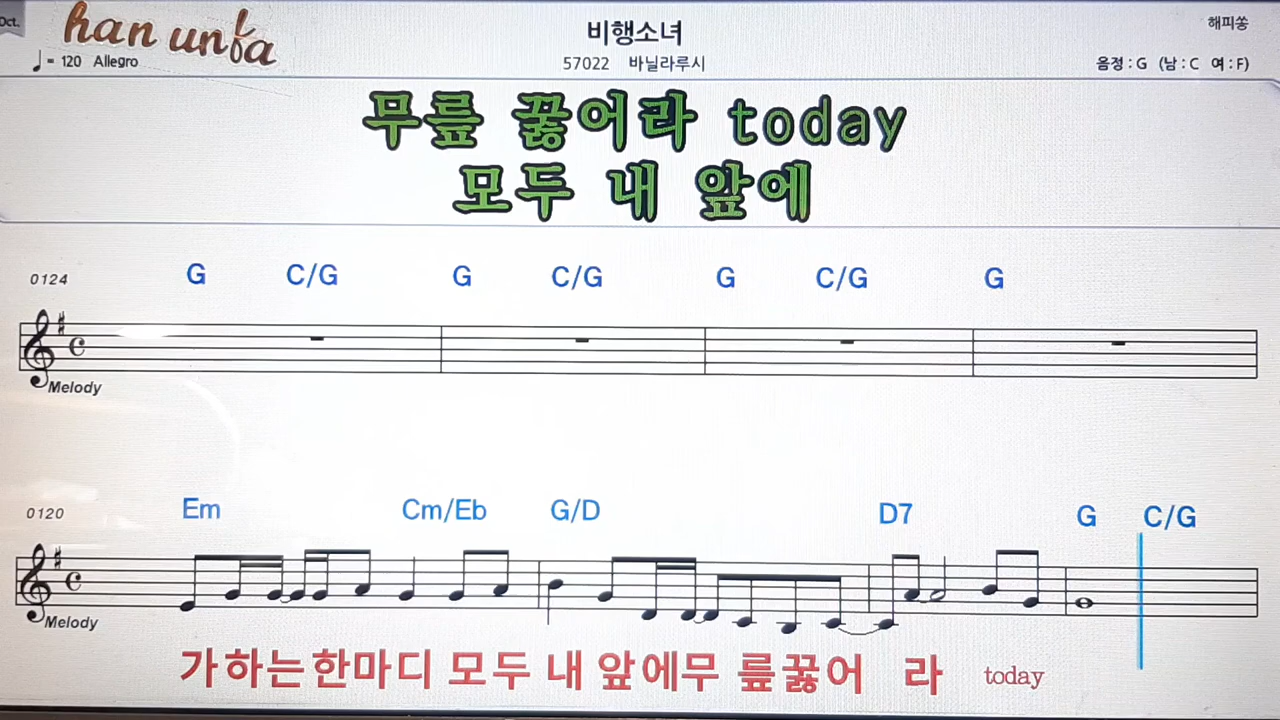 Oct.
han unfa
♩ = 120 Allegro
비행소녀
57022 바닐라루시
해피쏭
음정 : G (남 : C 여 : F)
무릎 꿇어라 today
모두 내 앞에
0124
G C/G G C/G G C/G G
Melody
0120
Em Cm/Eb G/D D7 G C/G
Melody
가하는한마디 모두 내 앞에무 릎꿇어 라 today